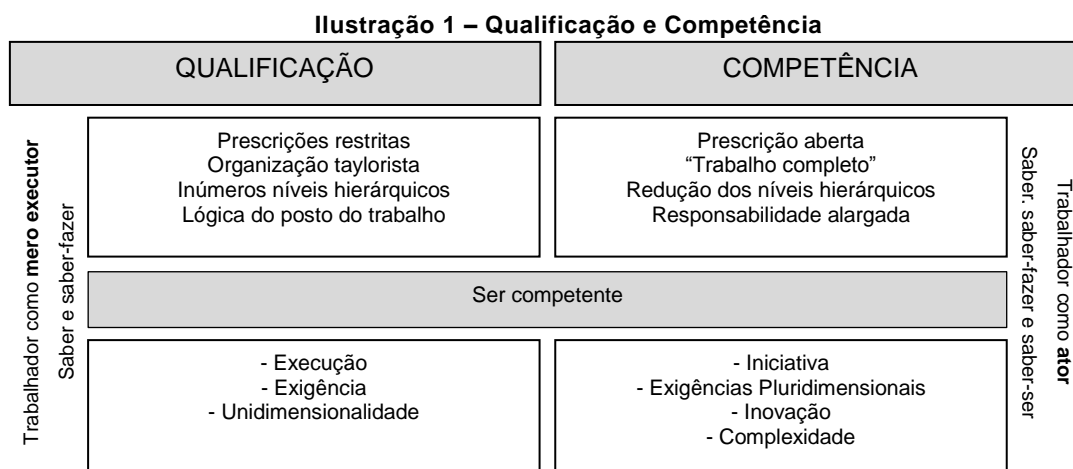 Ilustração 1 – Qualificação e Competência
QUALIFICAÇÃO
COMPETÊNCIA
Trabalhador como mero executor
Saber e saber-fazer
Prescrições restritas
Organização taylorista
Inúmeros níveis hierárquicos
Lógica do posto do trabalho
Prescrição aberta
“Trabalho completo”
Redução dos níveis hierárquicos
Responsabilidade alargada
Saber. saber-fazer e saber-ser
Trabalhador como ator
Ser competente
- Execução
- Exigência
- Unidimensionalidade
- Iniciativa
- Exigências Pluridimensionais
- Inovação
- Complexidade